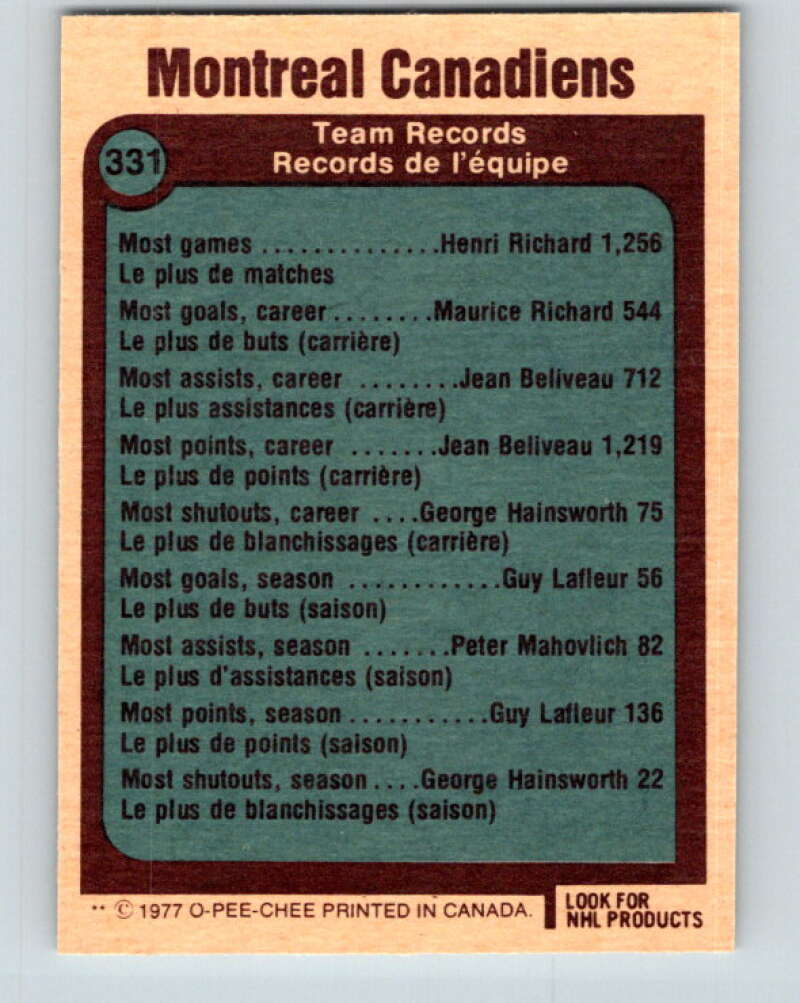 Montreal Canadiens
331
Team Records
Records de l'équipe
Most games ...............Henri Richard 1,256
Le plus de matches
Most goals, career........Maurice Richard 544
Le plus de buts (carrière)
Most assists, career ........Jean Beliveau 712
Le plus assistances (carrière)
Most points, career .......Jean Beliveau 1,219
Le plus de points (carrière)
Most shutouts, career ....George Hainsworth 75
Le plus de blanchissages (carrière)
Most goals, season ............Guy Lafleur 56
Le plus de buts (saison)
Most assists, season .......Peter Mahovlich 82
Le plus d'assistances (saison)
Most points, season...........Guy Lafleur 136
Le plus de points (saison)
Most shutouts, season....George Hainsworth 22
Le plus de blanchissages (saison)
** © 1977 O-PEE-CHEE PRINTED IN CANADA.
LOOK FOR
NHL PRODUCTS